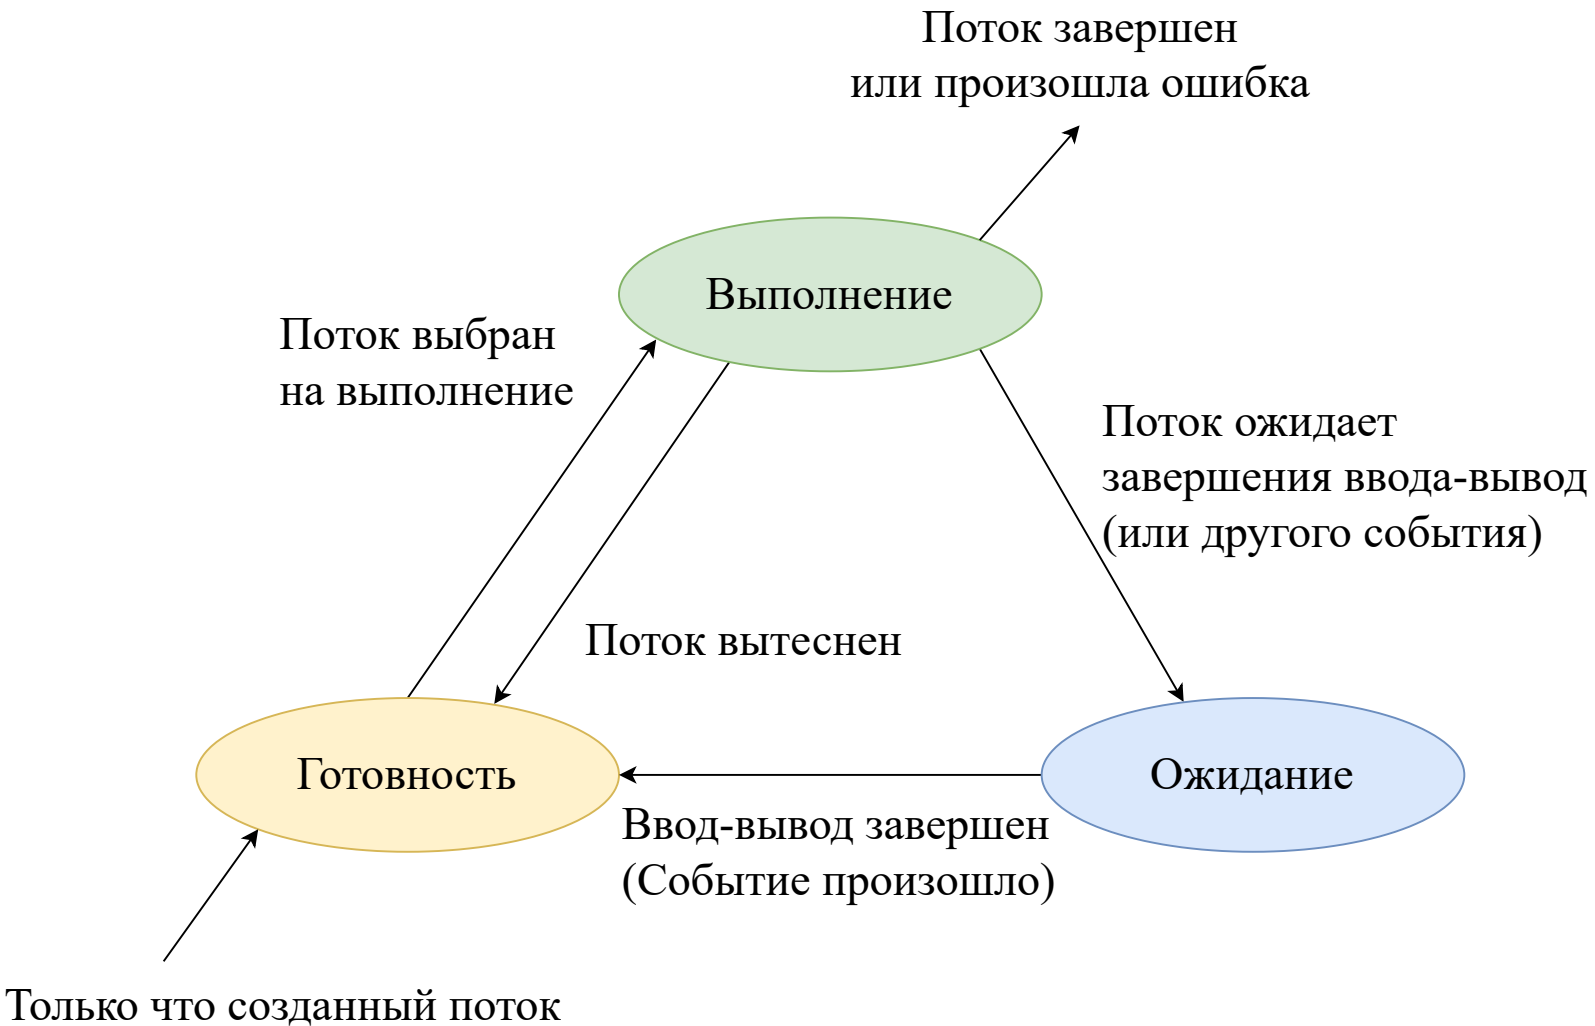 Поток завершен
или произошла ошибка
Выполнение
Поток выбран
на выполнение
Поток ожидает
завершения ввода-вывод
(или другого события)
Поток вытеснен
Готовность
Ожидание
Ввод-вывод завершен
(Событие произошло)
Только что созданный поток